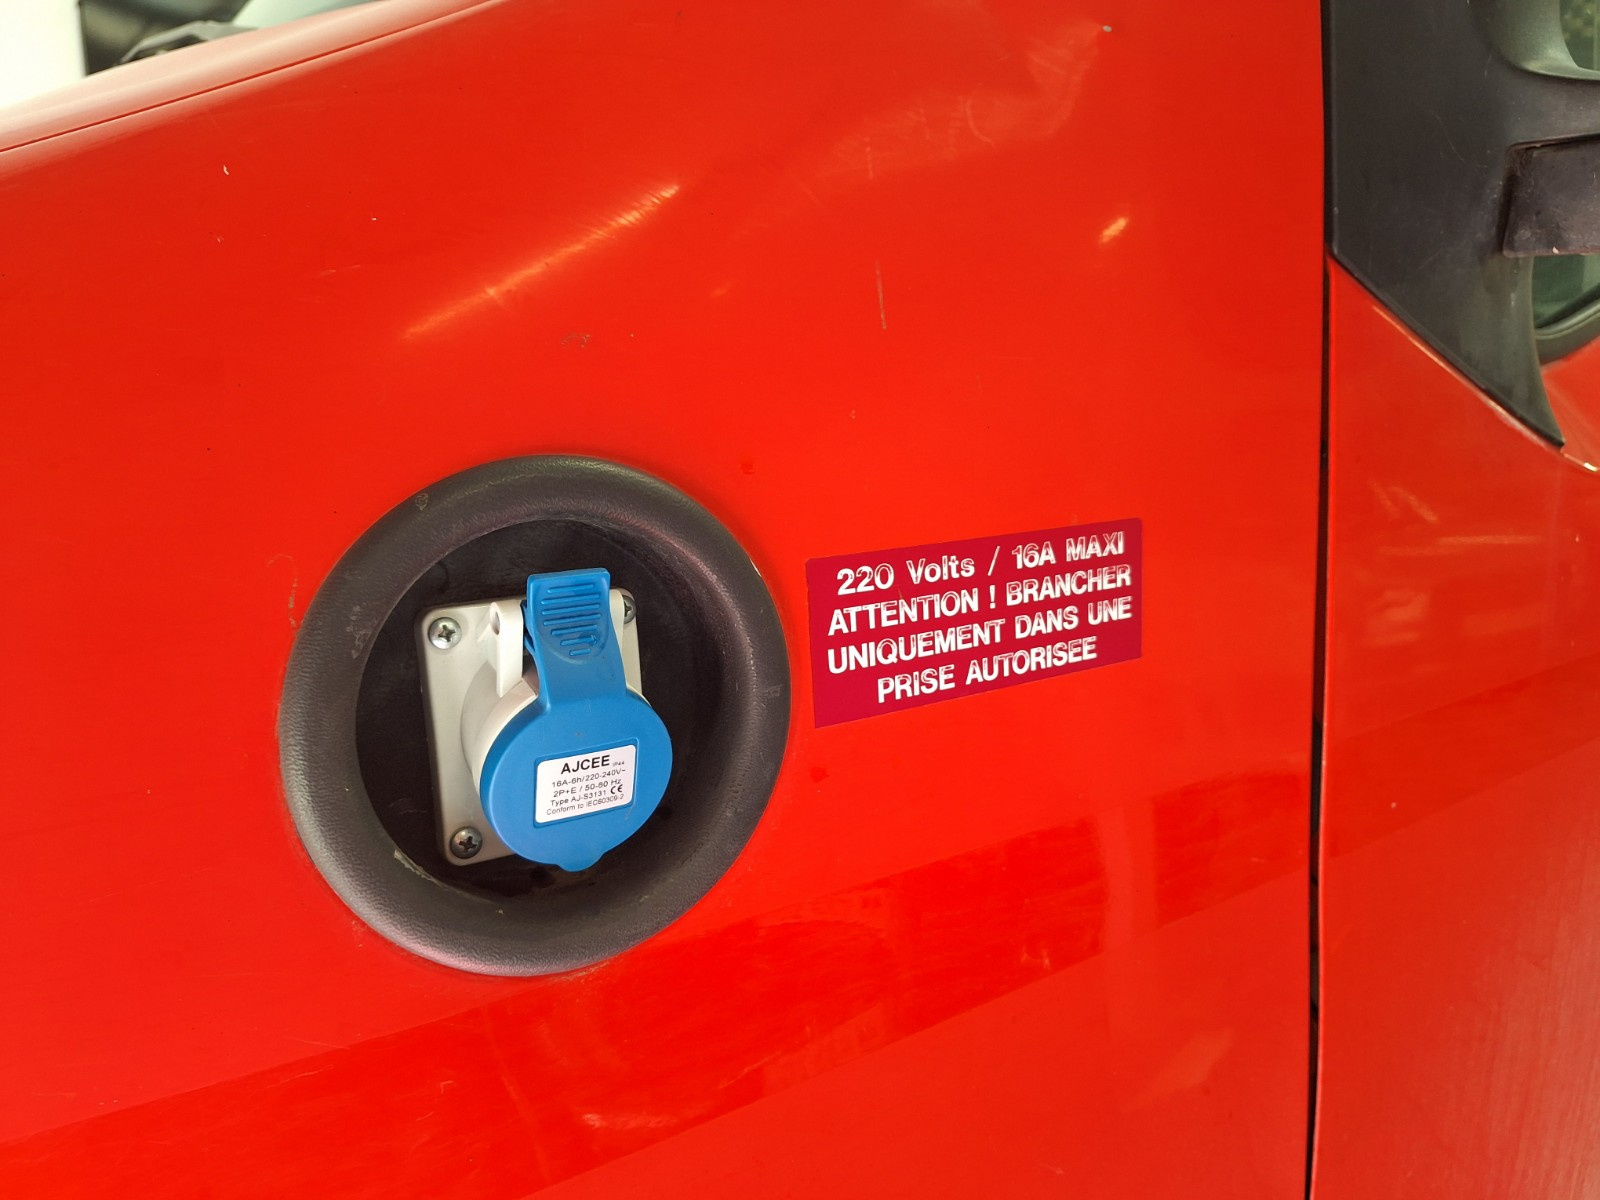 220 Volts / 16A MAXI
ATTENTION ! BRANCHER
UNIQUEMENT DANS UNE
PRISE AUTORISEE
AJCEE IP44
16A-6h/220-240V~
2P+E / 50-60 Hz
Type AJ-S3131 CE
Conform to IEC60309-2